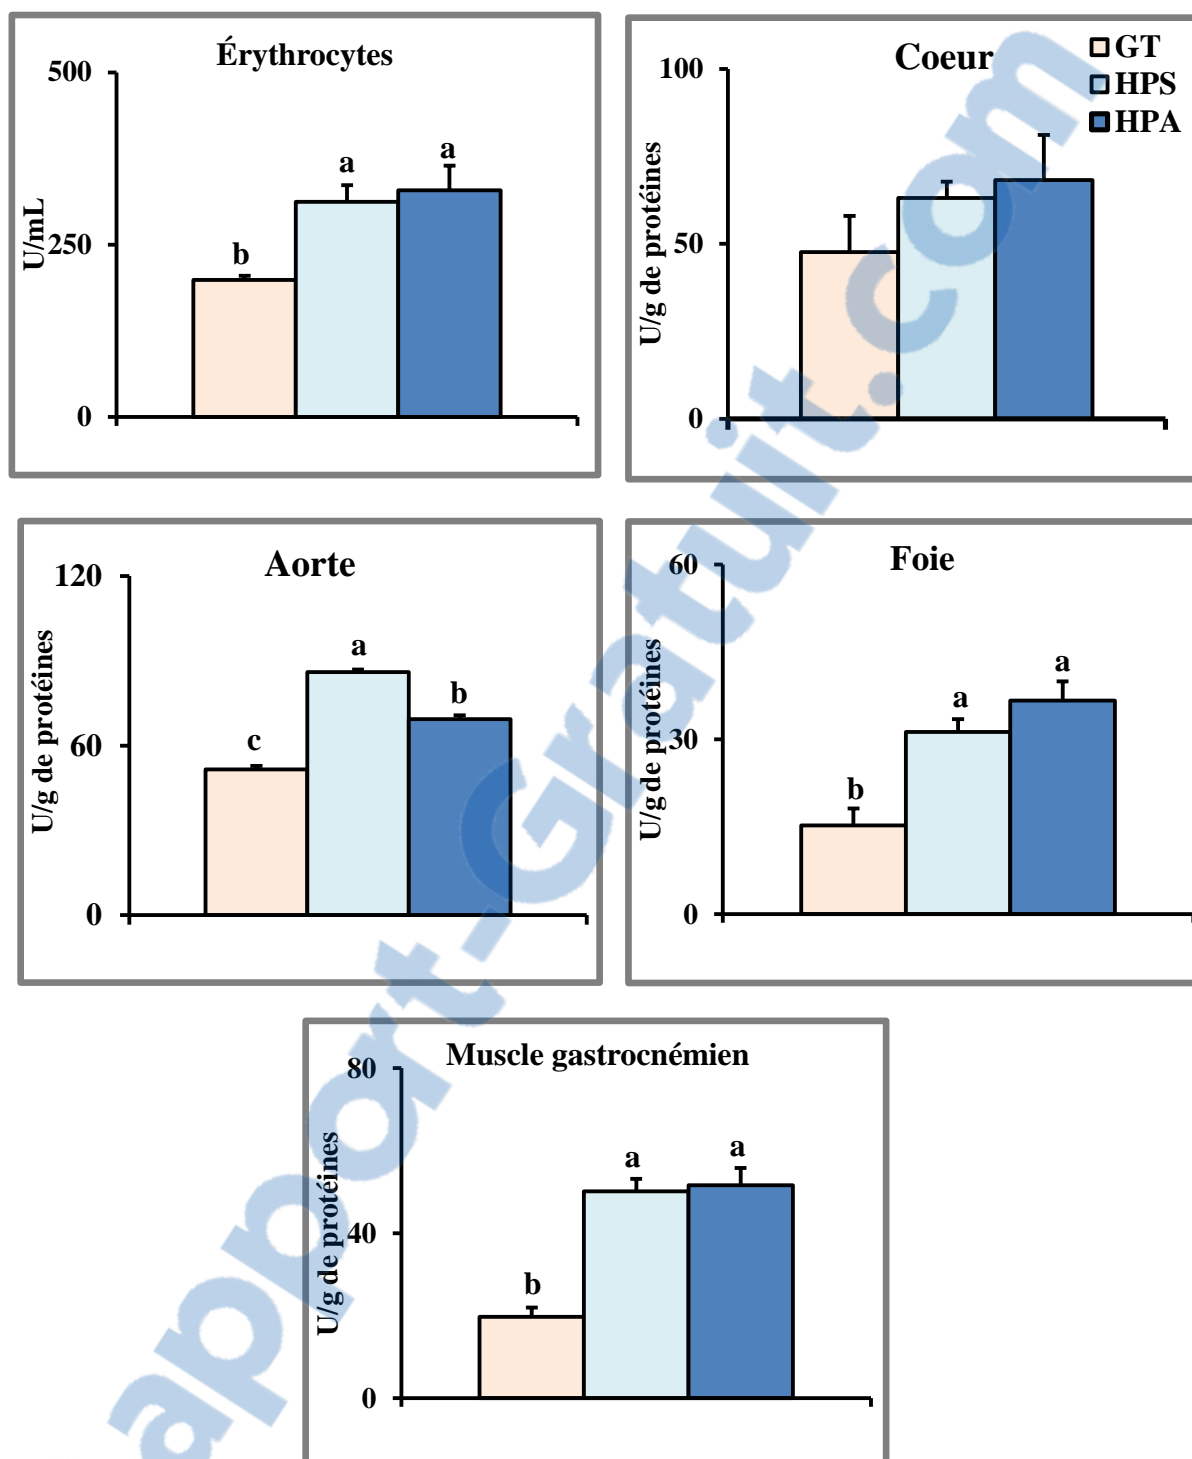 Érythrocytes
500
250
0
U/mL
b
a
a
Coeur
GT
HPS
HPA
100
50
0
U/g de protéines
Aorte
120
60
0
U/g de protéines
c
a
b
Foie
60
30
0
U/g de protéines
b
a
a
Muscle gastrocnémien
80
40
0
U/g de protéines
b
a
a
apport-Gratuit.com